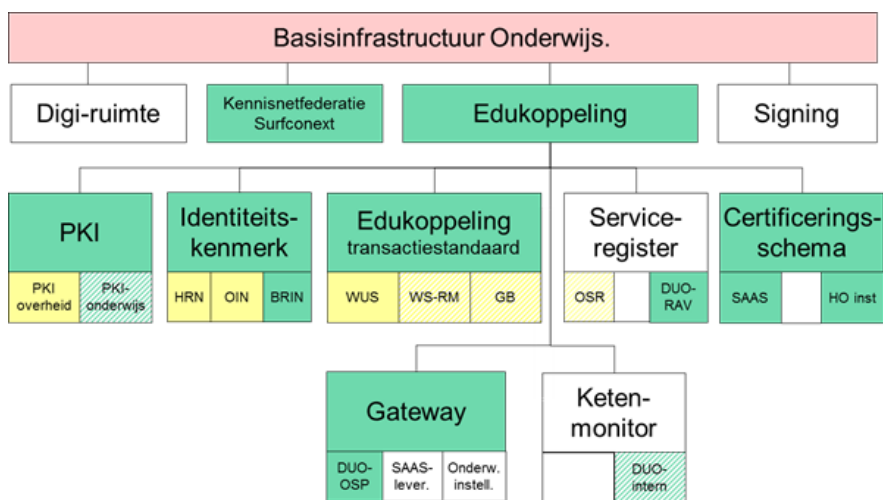 Basisinfrastructuur Onderwijs.
Digi-ruimte
Kennisnetfederatie
Surfconext
Edukoppeling
Signing
PKI
PKI
overheid
PKI-
onderwijs
Identiteits-
kenmerk
HRN
OIN
BRIN
Edukoppeling
transactiestandaard
WUS
WS-RM
GB
Service-
register
OSR
DUO-
RAV
Certificerings-
schema
SAAS
HO inst
Gateway
DUO-
OSP
SAAS-
lever.
Onderw.
instell.
Keten-
monitor
DUO-
intern